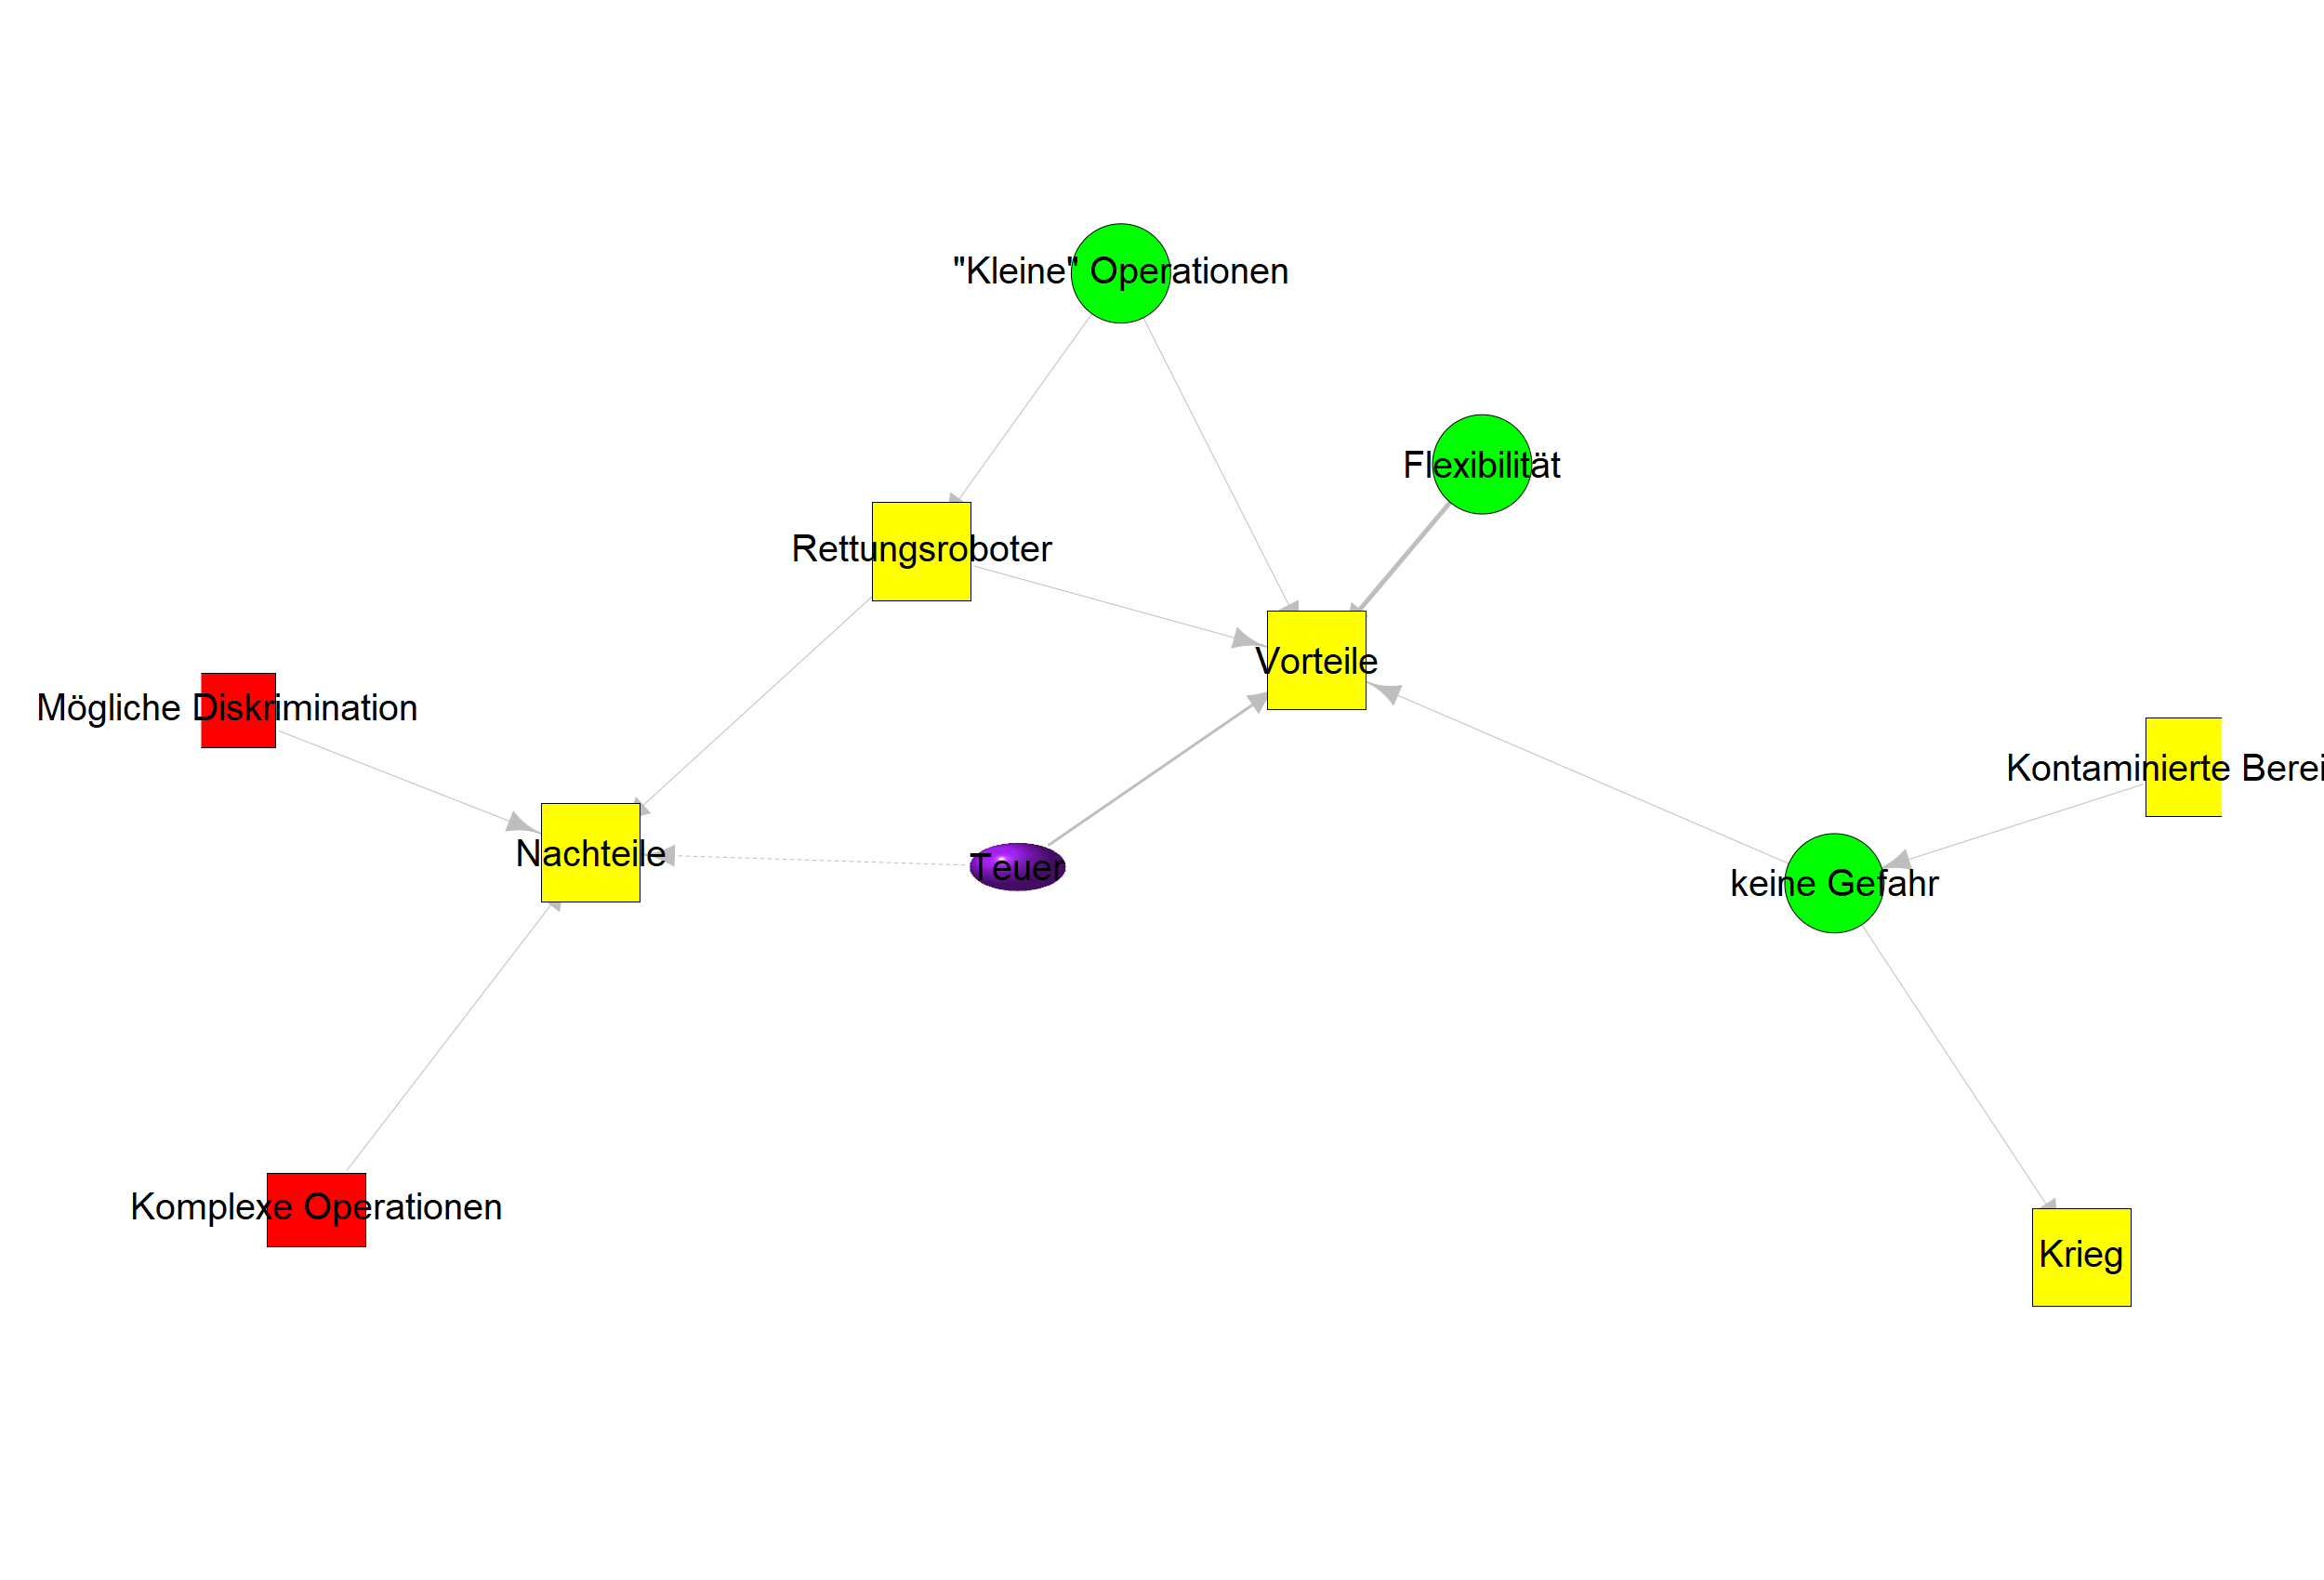 "Kleine" Operationen
Flexibilität
Rettungsroboter
Vorteile
Mögliche Diskrimination
Kontaminierte Berei
Nachteile
Teuer
keine Gefahr
Komplexe Operationen
Krieg